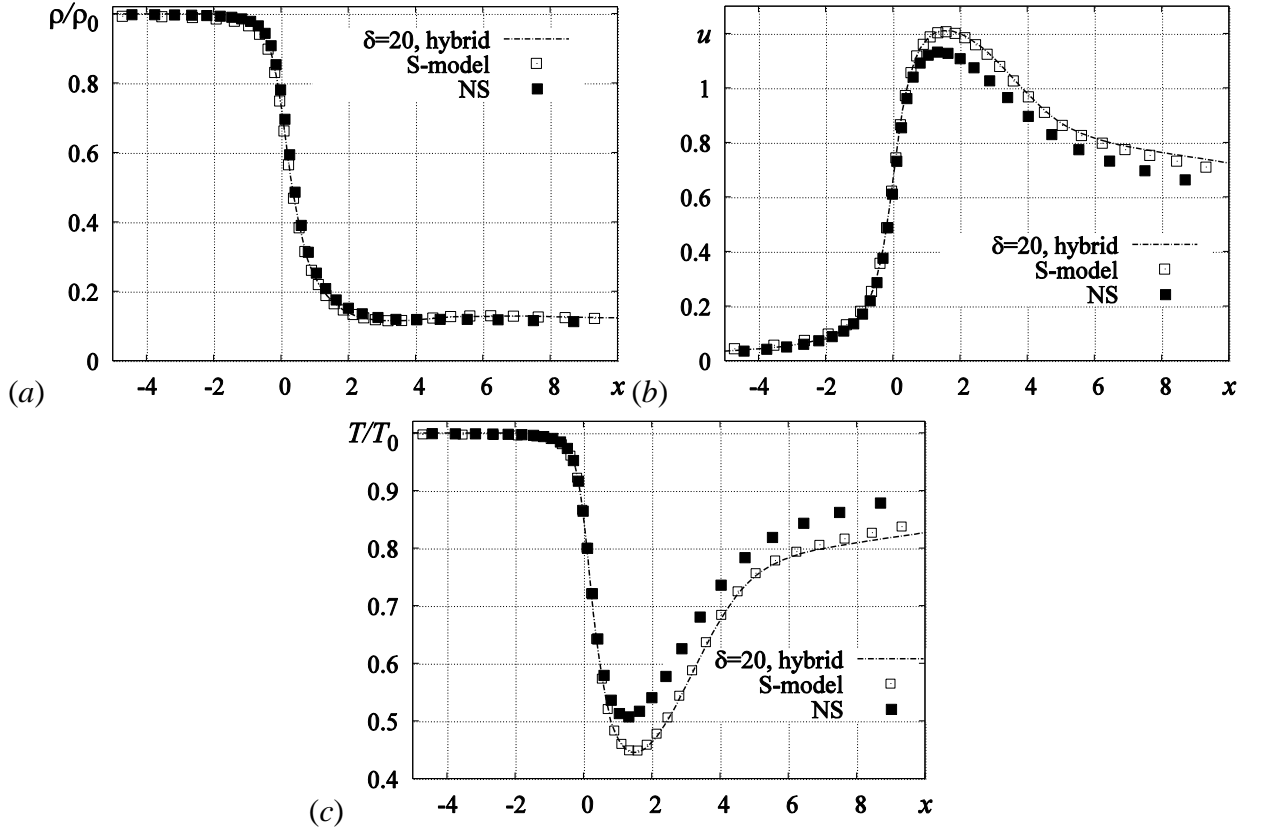 ρ/ρ0
1
0.8
0.6
0.4
0.2
0
-4 -2 0 2 4 6 8 x
δ=20, hybrid
S-model
NS
(a)
u
1
0.8
0.6
0.4
0.2
0
-4 -2 0 2 4 6 8 x
δ=20, hybrid
S-model
NS
(b)
T/T0
0.9
0.8
0.7
0.6
0.5
0.4
-4 -2 0 2 4 6 8 x
δ=20, hybrid
S-model
NS
(c)